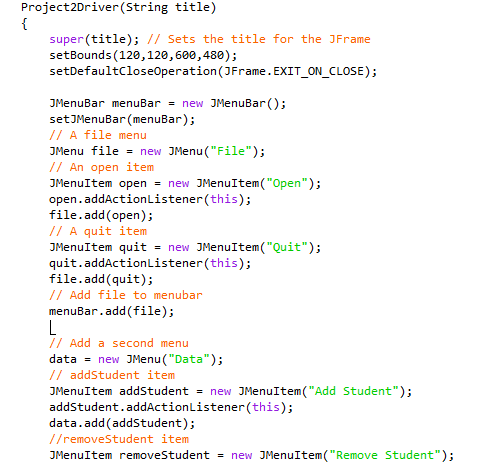 Project2Driver(String title)
{
super(title); // Sets the title for the JFrame
setBounds(120,120,600,480);
setDefaultCloseOperation(JFrame.EXIT_ON_CLOSE);
JMenuBar menuBar = new JMenuBar();
setJMenuBar(menuBar);
// A file menu
JMenu file = new JMenu("File");
// An open item
JMenuItem open = new JMenuItem("Open");
open.addActionListener(this);
file.add(open);
// A quit item
JMenuItem quit = new JMenuItem("Quit");
quit.addActionListener(this);
file.add(quit);
// Add file to menubar
menuBar.add(file);
// Add a second menu
data = new JMenu("Data");
// addStudent item
JMenuItem addStudent = new JMenuItem("Add Student");
addStudent.addActionListener(this);
data.add(addStudent);
//removeStudent item
JMenuItem removeStudent = new JMenuItem("Remove Student");